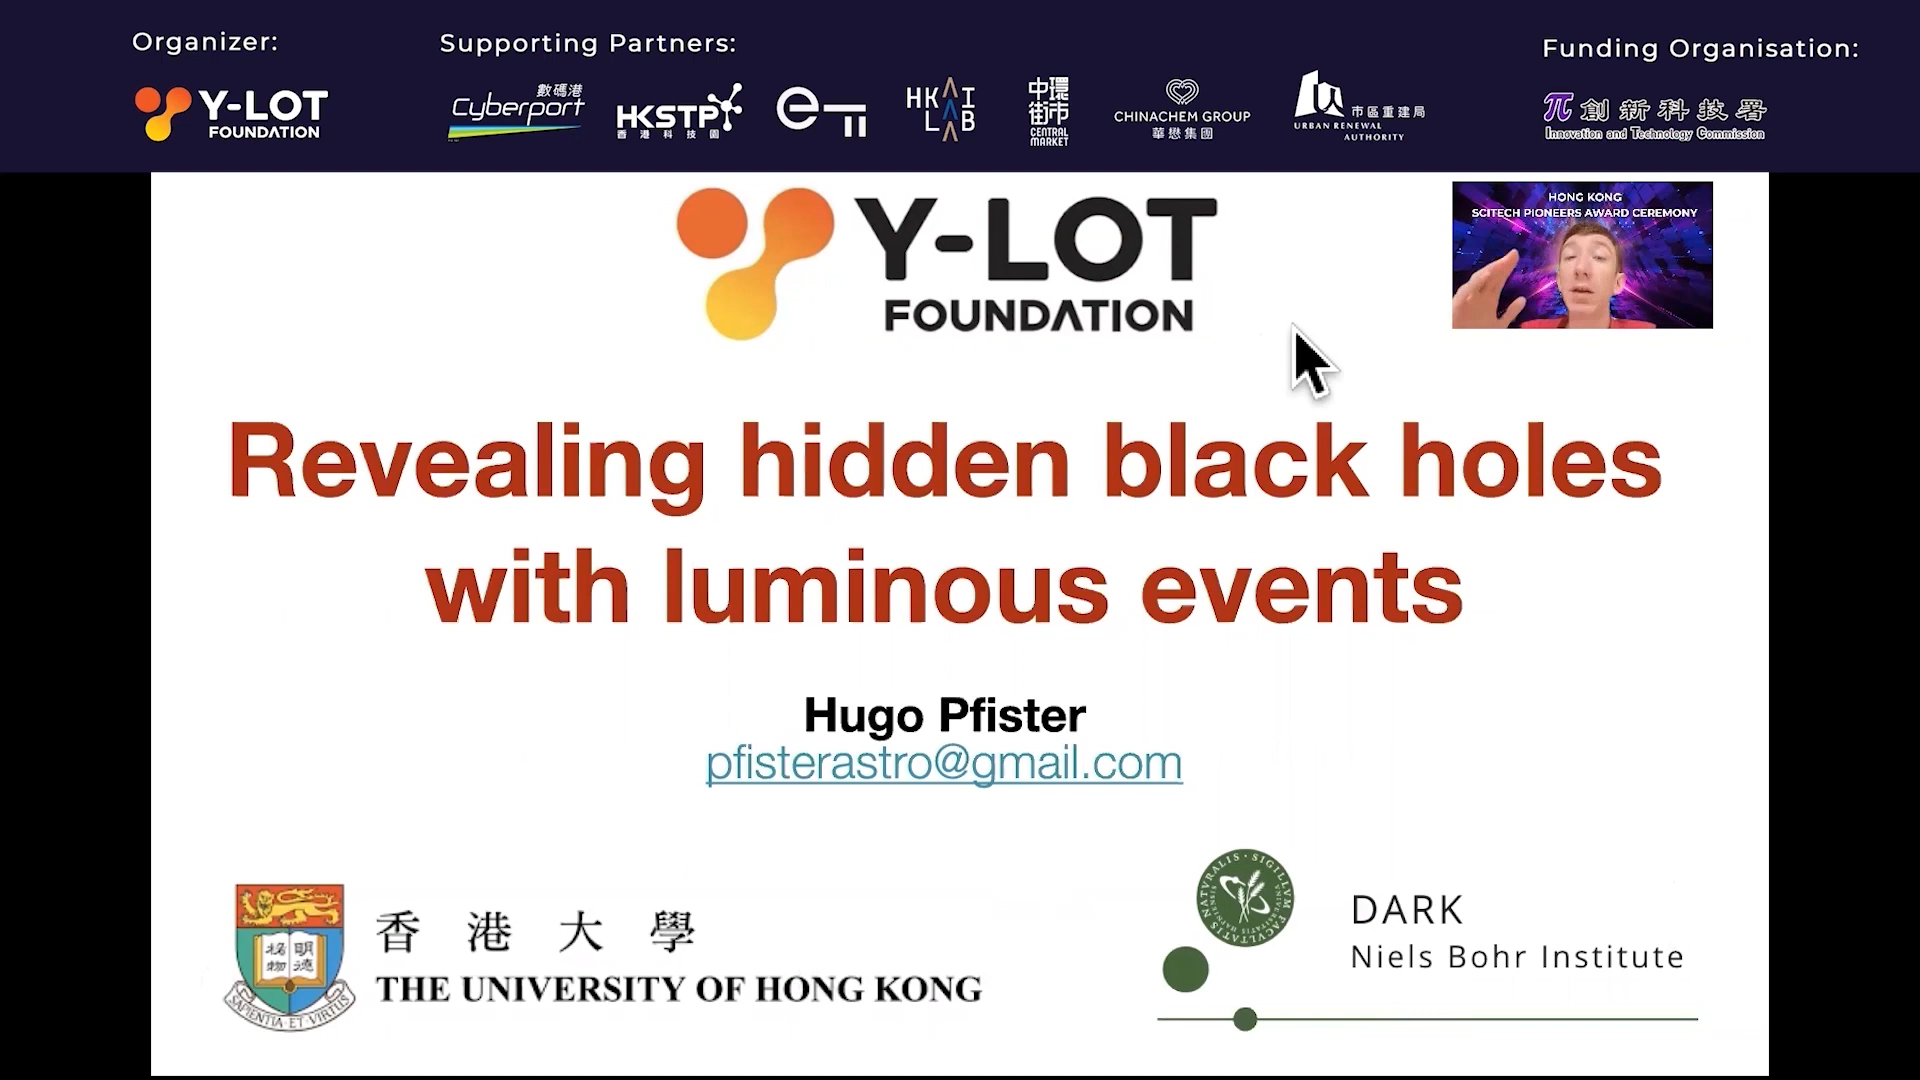 Organizer:
Supporting Partners:
Funding Organisation:
Y-LOT
FOUNDATION
數碼港
Cyberport
HKSTP
香港科技園
HK AI
LAB
中環
街市
CENTRAL
MARKET
CHINACHEM GROUP
華懋集團
市區重建局
URBAN RENEWAL
AUTHORITY
創新科技署
Innovation and Technology Commission
Y-LOT
FOUNDATION
HONG KONG
SCITECH PIONEERS AWARD CEREMONY
Revealing hidden black holes
with luminous events
Hugo Pfister
pfisterastro@gmail.com
明德
格物
SAPIENTIA·ET·VIRTUS
香港大學
THE UNIVERSITY OF HONG KONG
DARK
Niels Bohr Institute